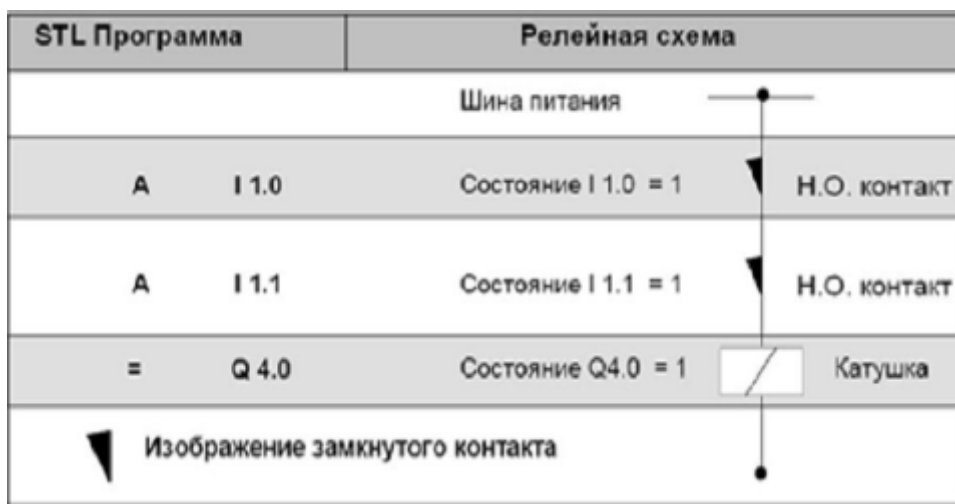 STL Программа Релейная схема
Шина питания
A I 1.0 Состояние I 1.0 = 1 Н.О. контакт
A I 1.1 Состояние I 1.1 = 1 Н.О. контакт
= Q 4.0 Состояние Q4.0 = 1 Катушка
Изображение замкнутого контакта